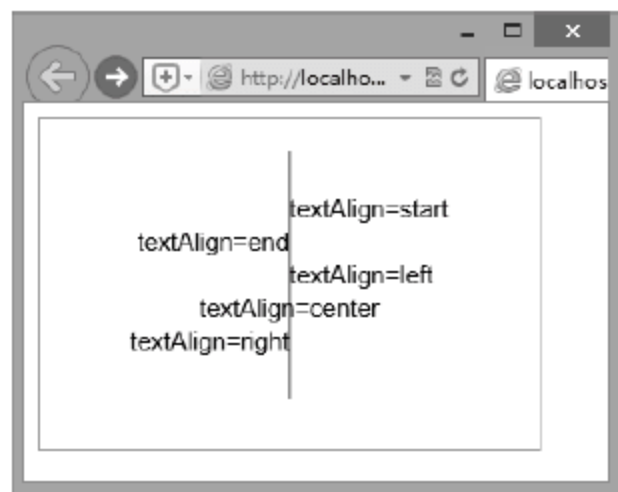 http://localho...
localhos
textAlign=start
textAlign=end
textAlign=left
textAlign=center
textAlign=right